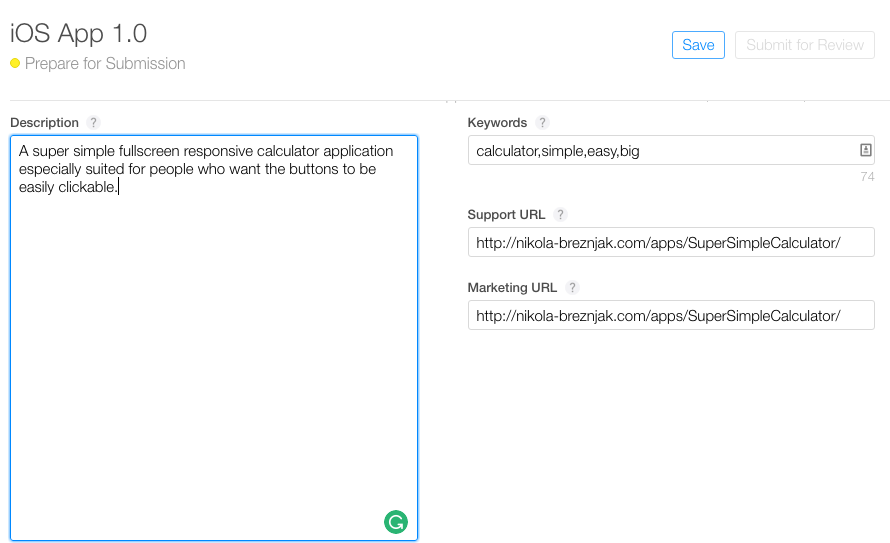 iOS App 1.0
Save
Submit for Review
Prepare for Submission
Description ?
A super simple fullscreen responsive calculator application
especially suited for people who want the buttons to be
easily clickable.
Keywords ?
calculator,simple,easy,big
74
Support URL ?
http://nikola-breznjak.com/apps/SuperSimpleCalculator/
Marketing URL ?
http://nikola-breznjak.com/apps/SuperSimpleCalculator/